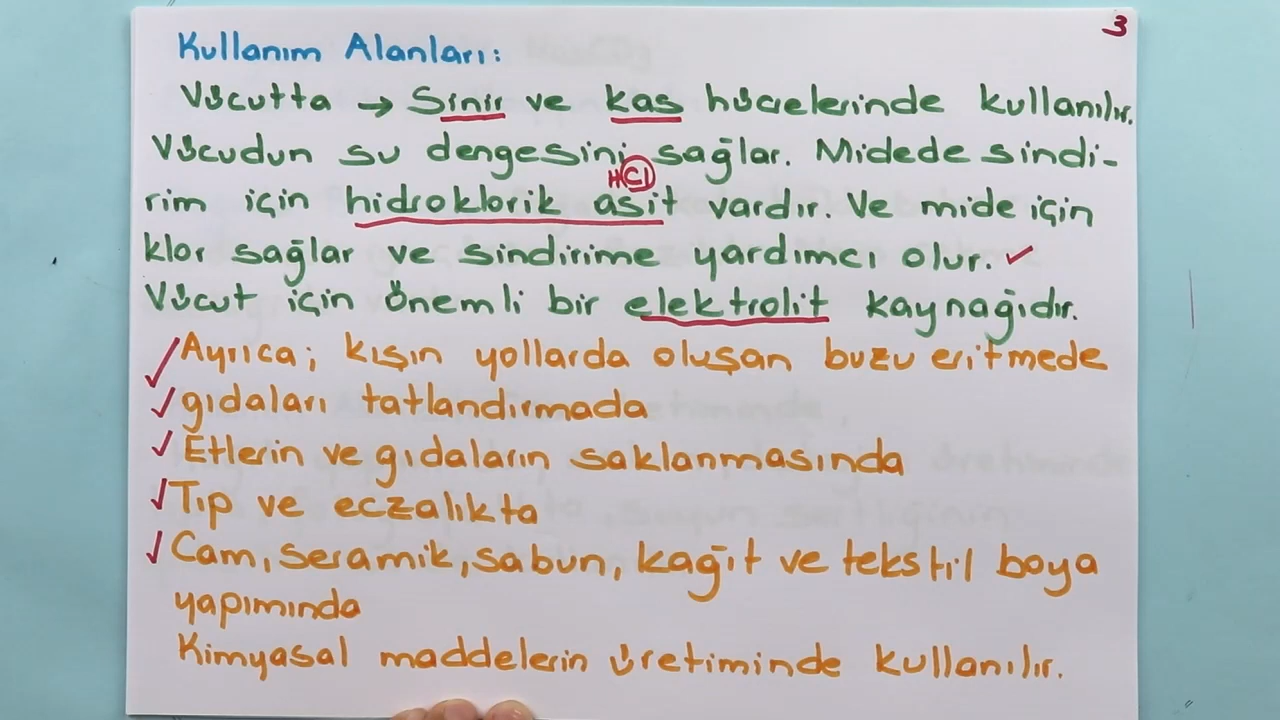 3
Kullanım Alanları:
Vücutta → Sinir ve kas hücrelerinde kullanılır.
Vücudun su dengesini sağlar. Midede sindi-
HCl
rim için hidroklorik asit vardır. Ve mide için
klor sağlar ve sindirime yardımcı olur. ✓
Vücut için önemli bir elektrolit kaynağıdır.
✓ Ayrıca; kışın yollarda oluşan buzu eritmede
✓ gıdaları tatlandırmada
✓ Etlerin ve gıdaların saklanmasında
✓ Tıp ve eczalıkta
✓ Cam, seramik, sabun, kağıt ve tekstil boya
yapımında
Kimyasal maddelerin üretiminde kullanılır.